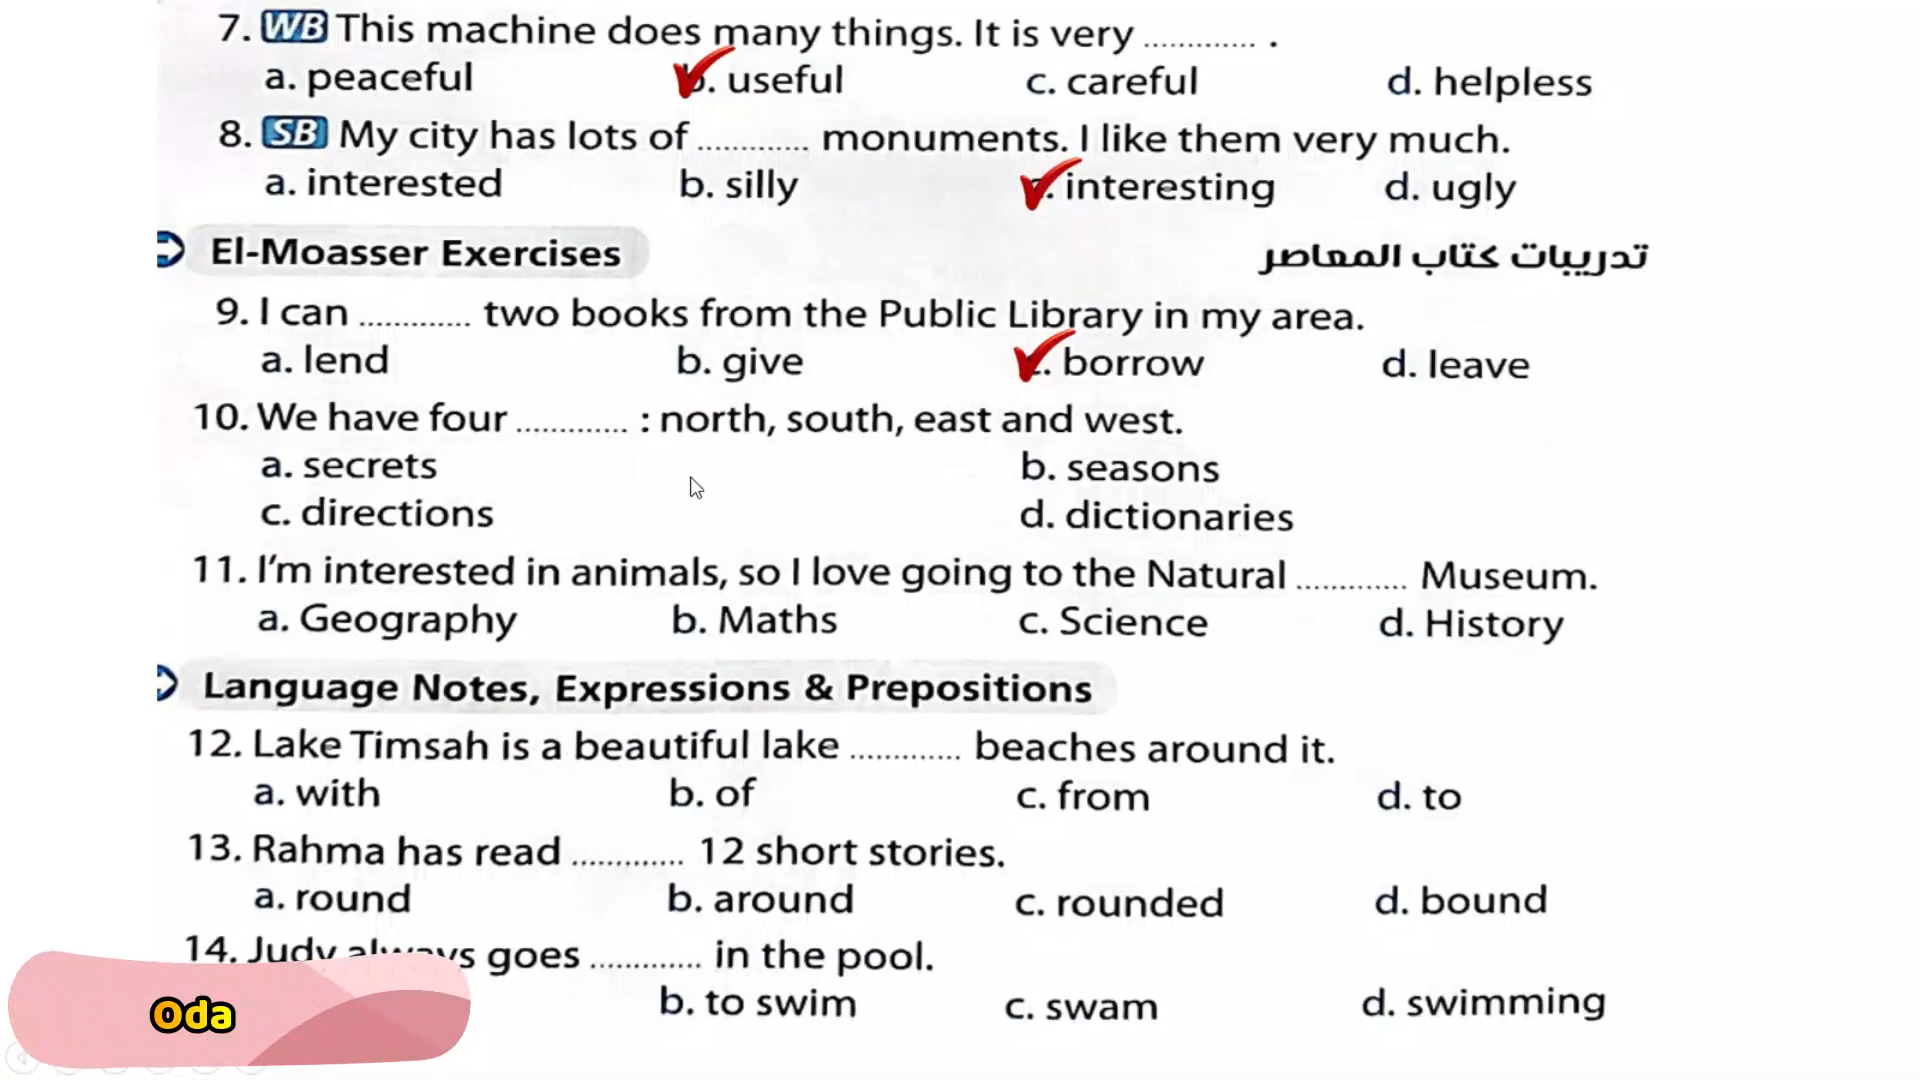 7. WB This machine does many things. It is very ............. .
a. peaceful b. useful c. careful d. helpless
8. SB My city has lots of ............. monuments. I like them very much.
a. interested b. silly c. interesting d. ugly
El-Moasser Exercises تدريبات كتاب المعاصر
9. I can ............. two books from the Public Library in my area.
a. lend b. give c. borrow d. leave
10. We have four ............. : north, south, east and west.
a. secrets b. seasons
c. directions d. dictionaries
11. I'm interested in animals, so I love going to the Natural ............. Museum.
a. Geography b. Maths c. Science d. History
Language Notes, Expressions & Prepositions
12. Lake Timsah is a beautiful lake ............. beaches around it.
a. with b. of c. from d. to
13. Rahma has read ............. 12 short stories.
a. round b. around c. rounded d. bound
14. Judy always goes ............. in the pool.
b. to swim c. swam d. swimming
Oda